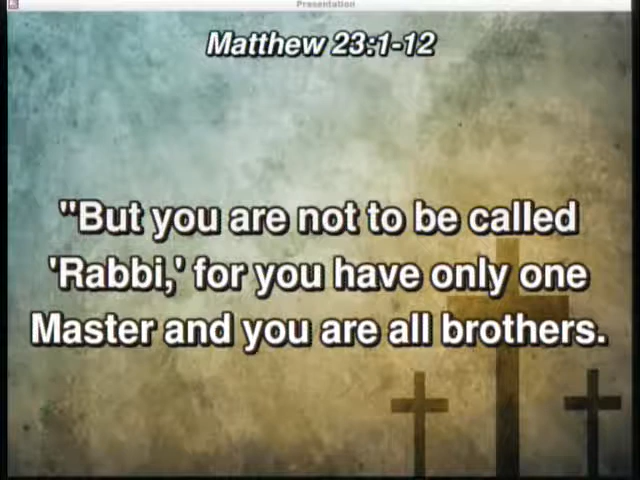 Presentation
Matthew 23:1-12
"But you are not to be called
'Rabbi,' for you have only one
Master and you are all brothers.